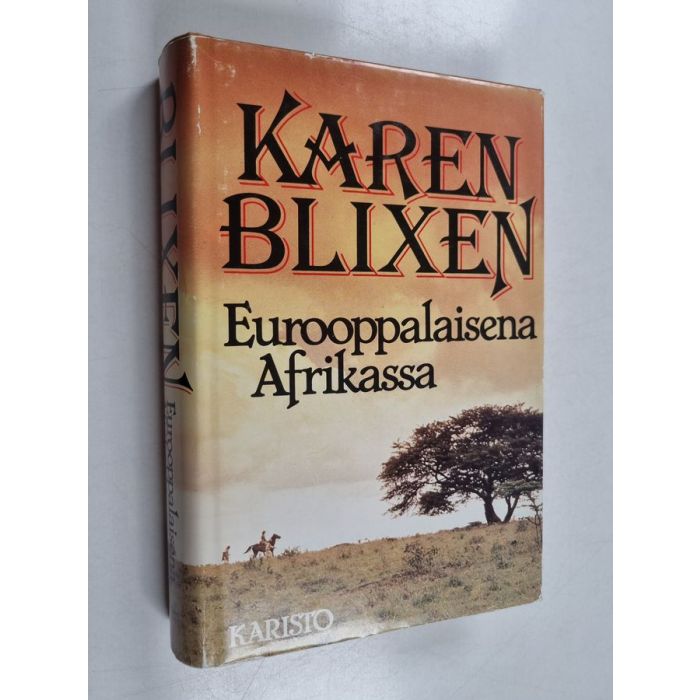 KAREN
BLIXEN
Eurooppalaisena
Afrikassa
KARISTO
BLIXEN
Eurooppalaisena